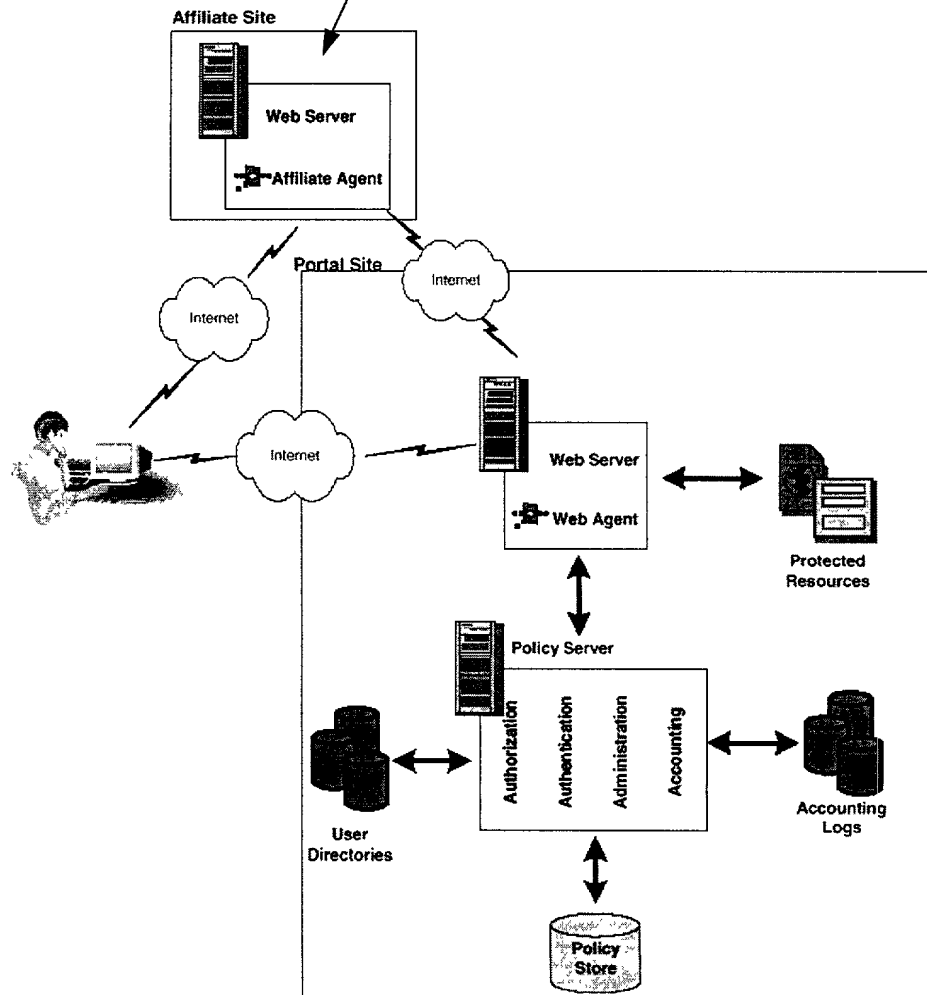 Affiliate Site
Web Server
Affiliate Agent
Portal Site
Internet
Internet
Internet
Web Server
Web Agent
Protected
Resources
Policy Server
Authorization
Authentication
Administration
Accounting
User
Directories
Accounting
Logs
Policy
Store